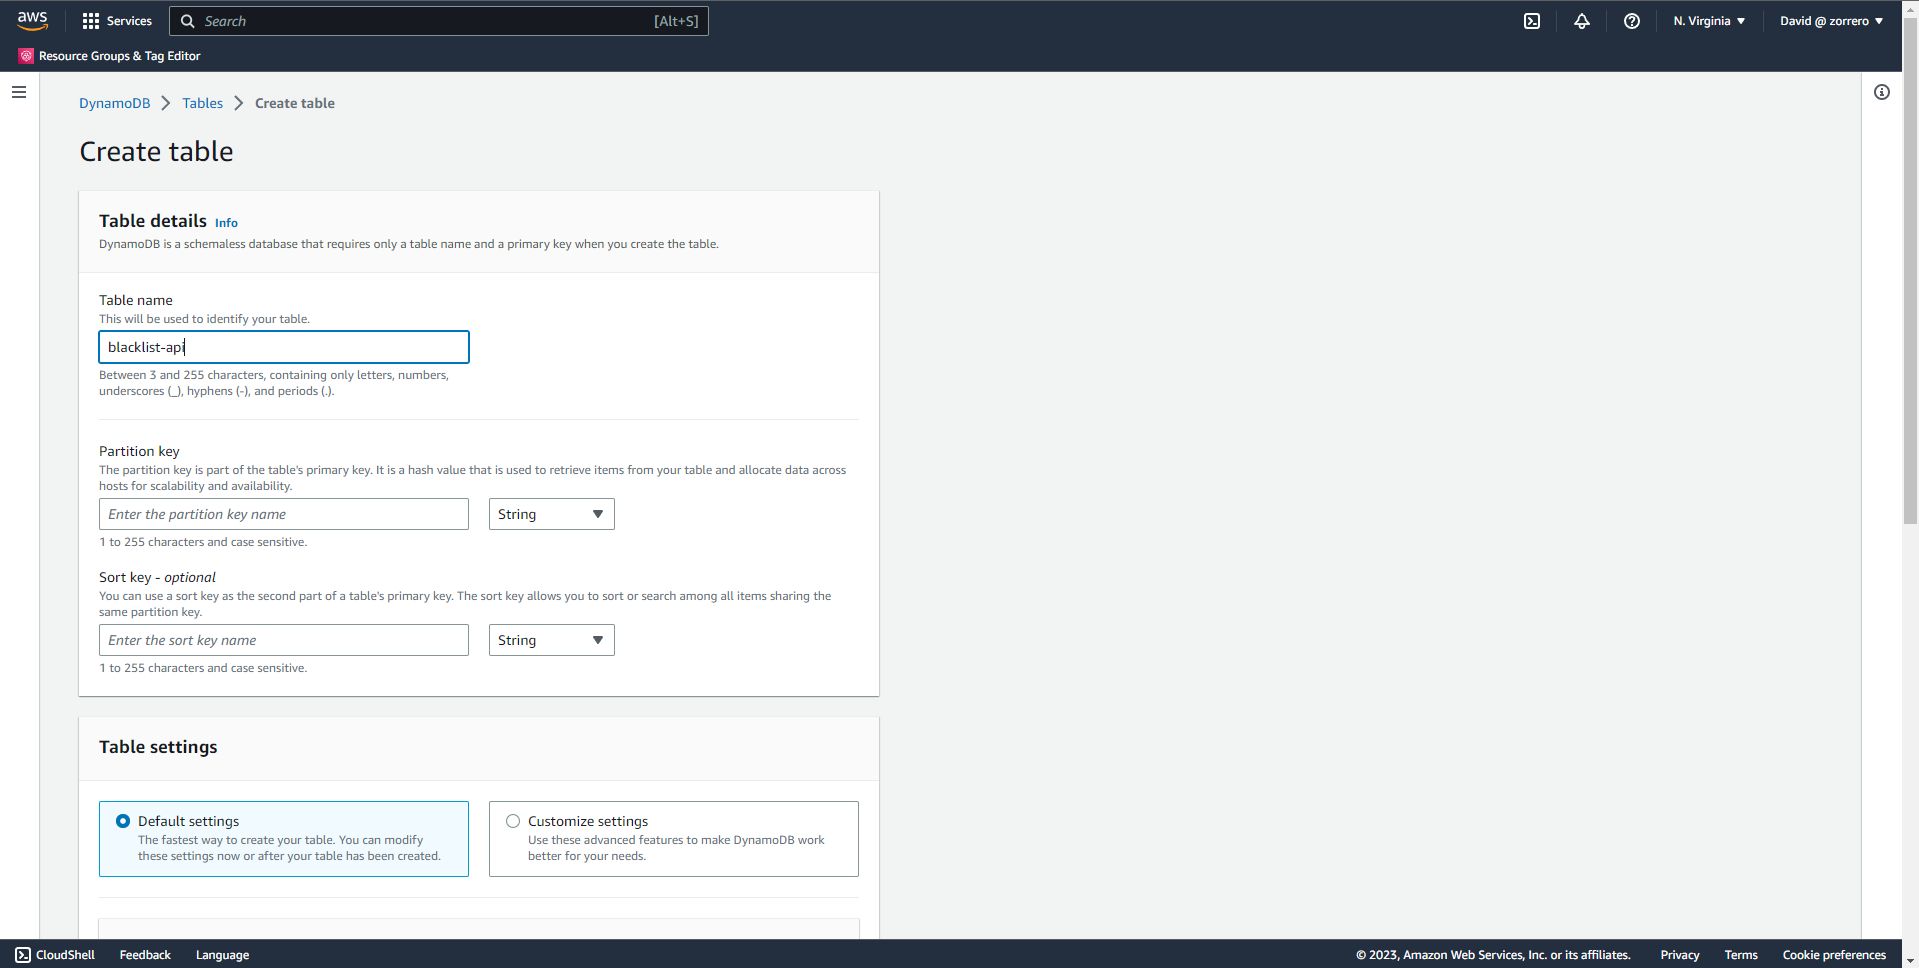 aws
Services
Search
[Alt+S]
N. Virginia
David @ zorrero
Resource Groups & Tag Editor
DynamoDB
Tables
Create table
Create table
Table details Info
DynamoDB is a schemaless database that requires only a table name and a primary key when you create the table.
Table name
This will be used to identify your table.
blacklist-api
Between 3 and 255 characters, containing only letters, numbers,
underscores (_), hyphens (-), and periods (.).
Partition key
The partition key is part of the table's primary key. It is a hash value that is used to retrieve items from your table and allocate data across
hosts for scalability and availability.
Enter the partition key name
String
1 to 255 characters and case sensitive.
Sort key - optional
You can use a sort key as the second part of a table's primary key. The sort key allows you to sort or search among all items sharing the
same partition key.
Enter the sort key name
String
1 to 255 characters and case sensitive.
Table settings
Default settings
The fastest way to create your table. You can modify
these settings now or after your table has been created.
Customize settings
Use these advanced features to make DynamoDB work
better for your needs.
CloudShell
Feedback
Language
© 2023, Amazon Web Services, Inc. or its affiliates.
Privacy
Terms
Cookie preferences